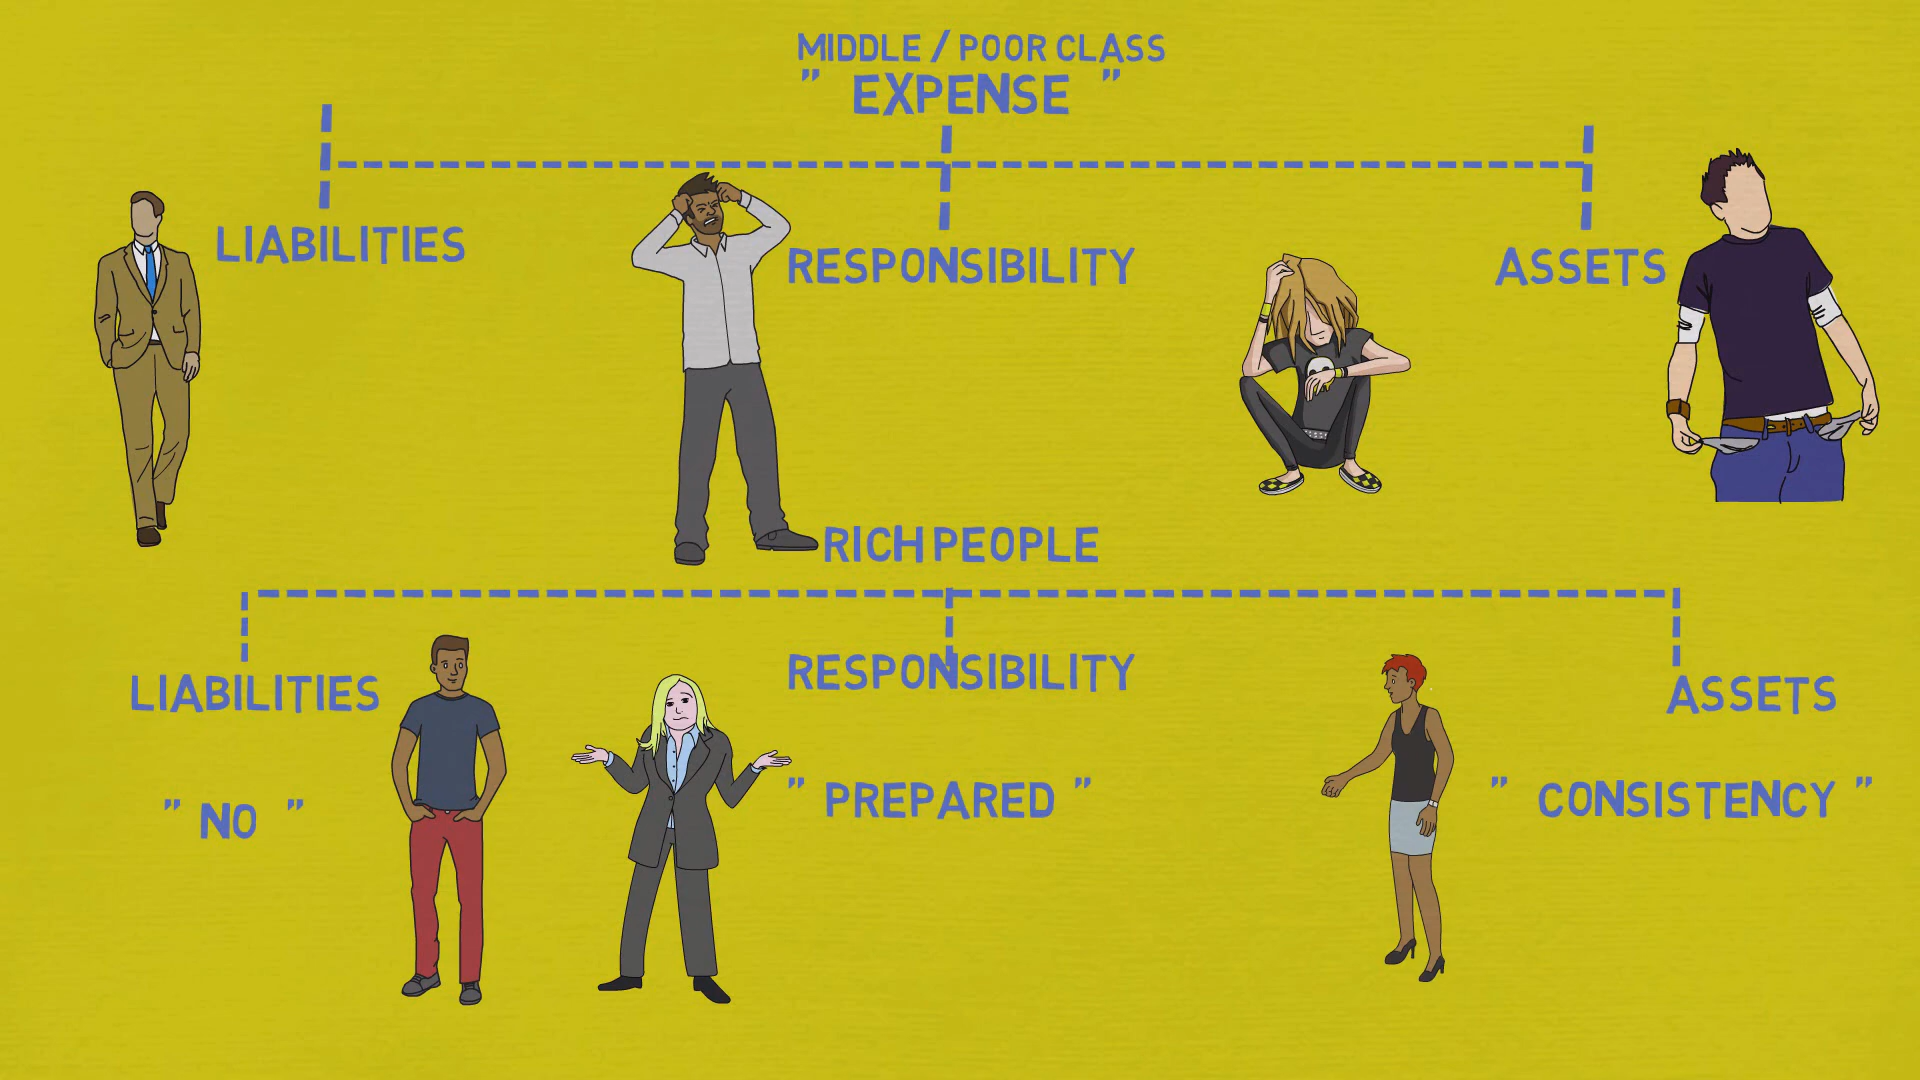 MIDDLE / POOR CLASS
" EXPENSE "
LIABILITIES
RESPONSIBILITY
ASSETS
RICH PEOPLE
LIABILITIES
RESPONSIBILITY
ASSETS
" NO "
" PREPARED "
" CONSISTENCY "